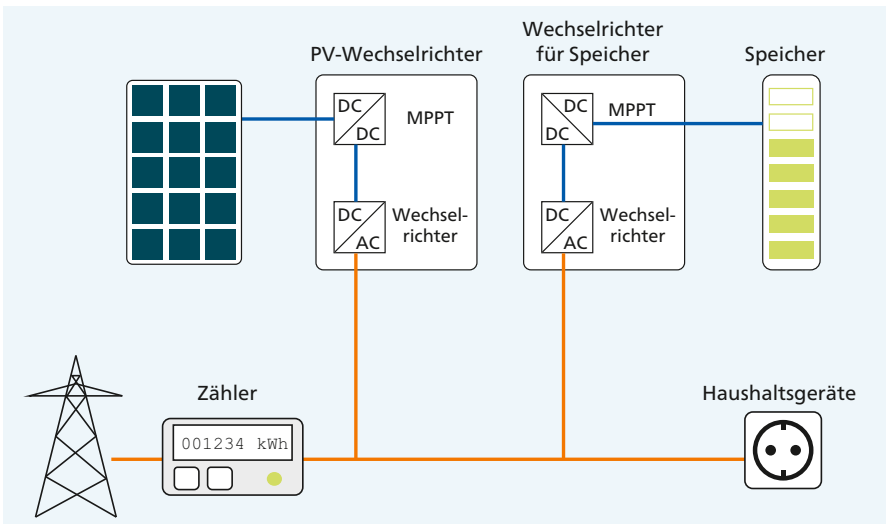 PV-Wechselrichter
Wechselrichter
für Speicher
Speicher
DC
DC
MPPT
DC
AC
Wechsel-
richter
DC
DC
MPPT
DC
AC
Wechsel-
richter
Zähler
001234 kWh
Haushaltsgeräte